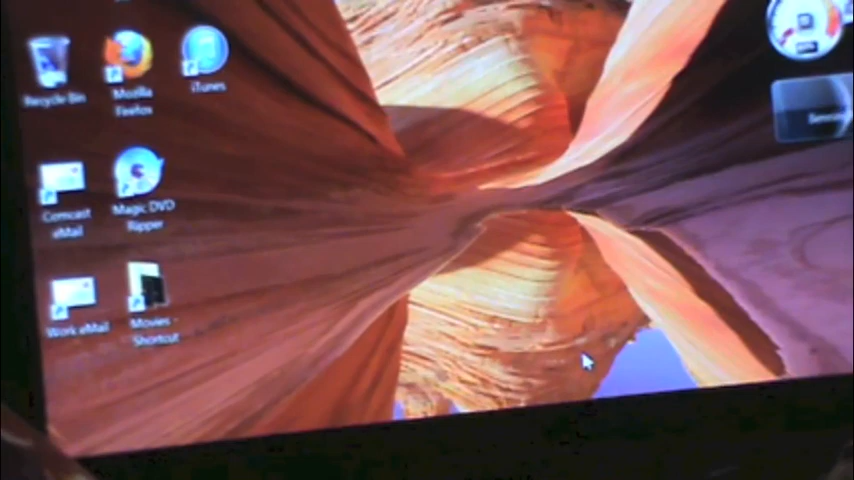 Recycle Bin
Mozilla
Firefox
iTunes
Comcast
eMail
Magic DVD
Ripper
Work eMail
Movies -
Shortcut